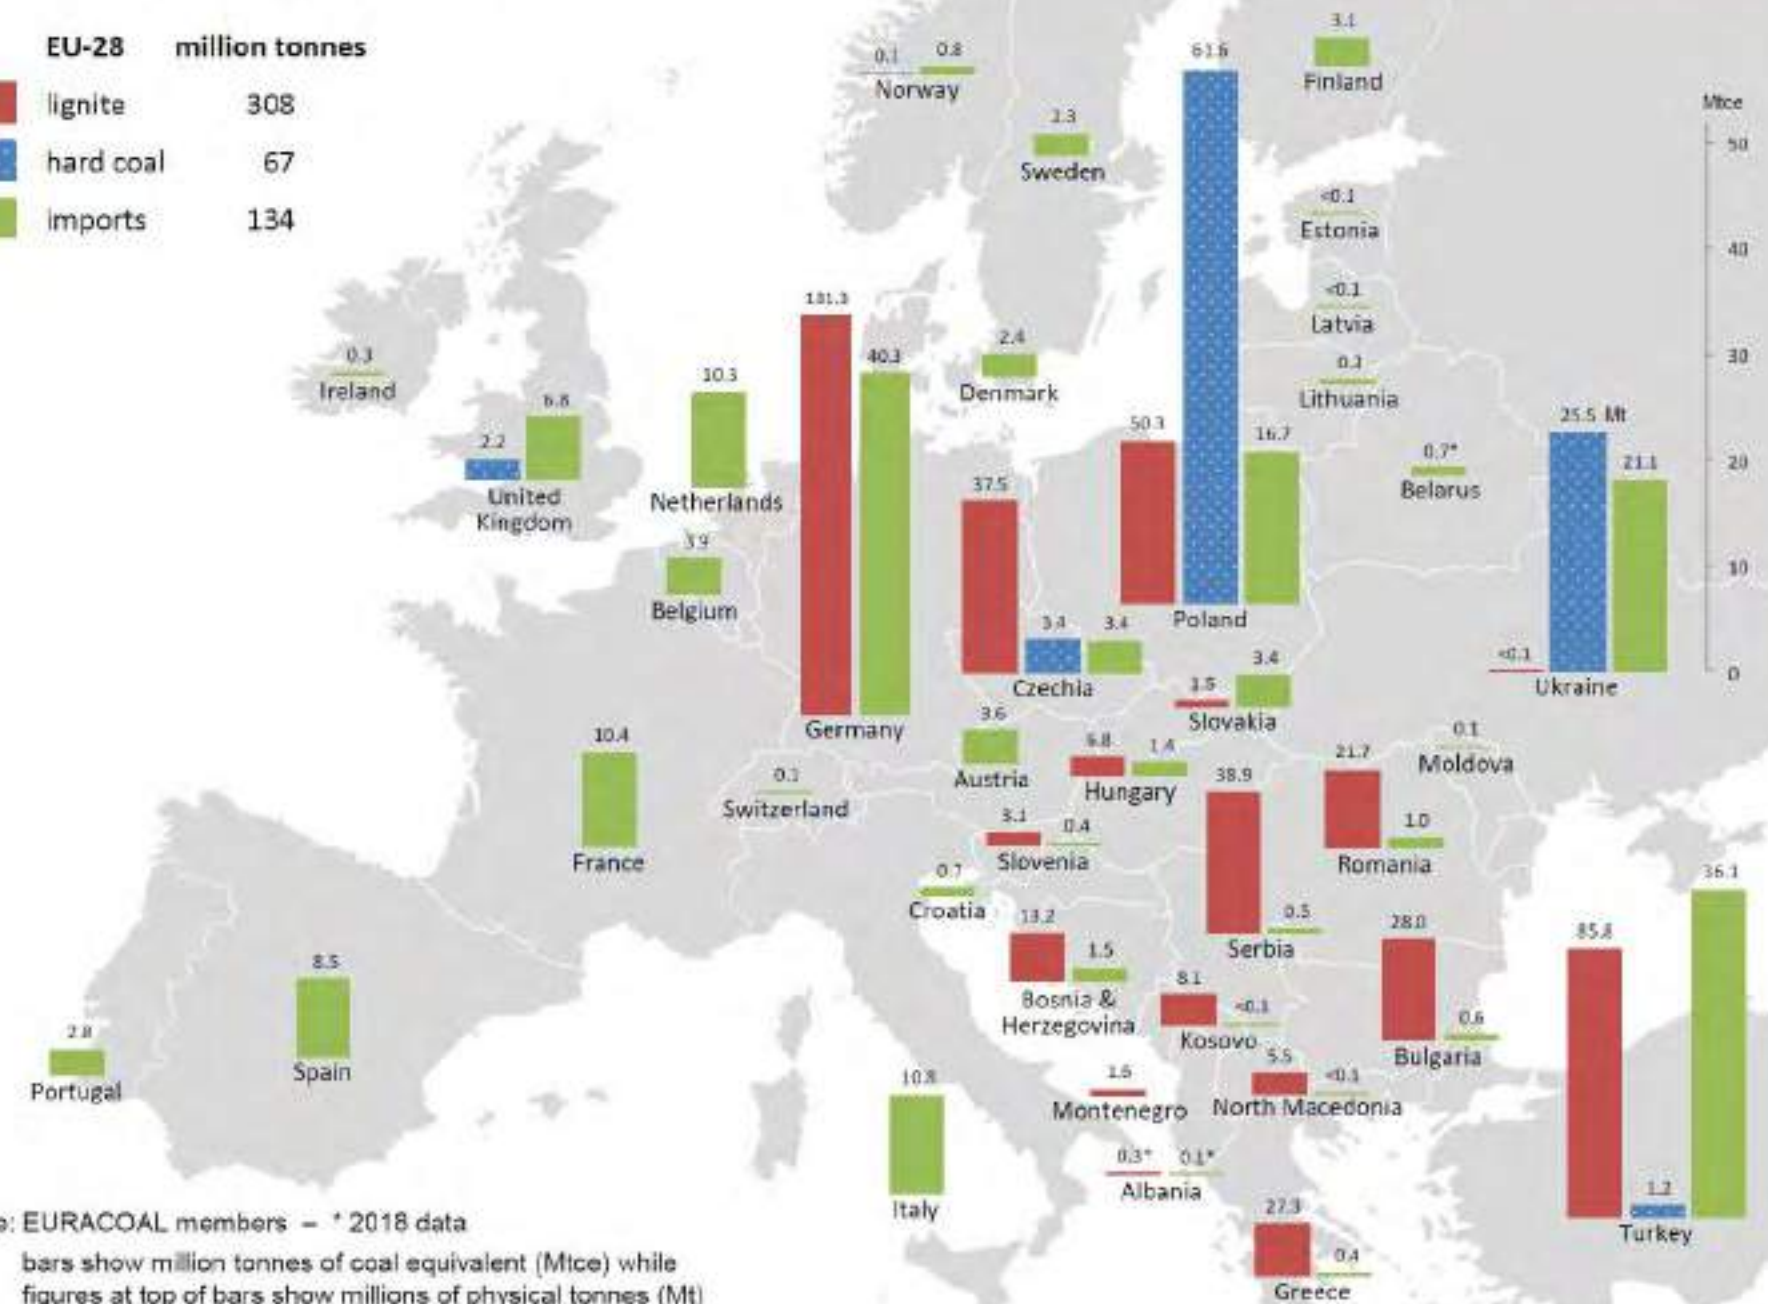 EU-28 million tonnes
lignite 308
hard coal 67
imports 134
0.1 0.8
Norway
2.3
Sweden
3.1
Finland
<0.1
Estonia
<0.1
Latvia
Lithuania
0.7*
Belarus
0.3
Ireland
2.2 6.8
United
Kingdom
10.3
Netherlands
3.9
Belgium
131.3 40.3
Germany
2.4
Denmark
50.3 61.6 16.7
Poland
37.5 3.4 3.4
Czechia
1.5 3.4
Slovakia
<0.1 25.5 Mt 21.1
Ukraine
Mtce
50
40
30
20
10
0
10.4
France
0.1
Switzerland
3.6
Austria
6.8 1.4
Hungary
3.1 0.4
Slovenia
0.7
Croatia
38.9 0.5
Serbia
21.7 1.0
Romania
0.1
Moldova
13.2 1.5
Bosnia &
Herzegovina
8.1 <0.1
Kosovo
28.0 0.6
Bulgaria
1.6
Montenegro
5.5 <0.1
North Macedonia
0.3* 0.1*
Albania
27.3 0.4
Greece
85.8 1.2 36.1
Turkey
2.8
Portugal
8.5
Spain
10.8
Italy
EURACOAL members – * 2018 data
bars show million tonnes of coal equivalent (Mtce) while
figures at top of bars show millions of physical tonnes (Mt)